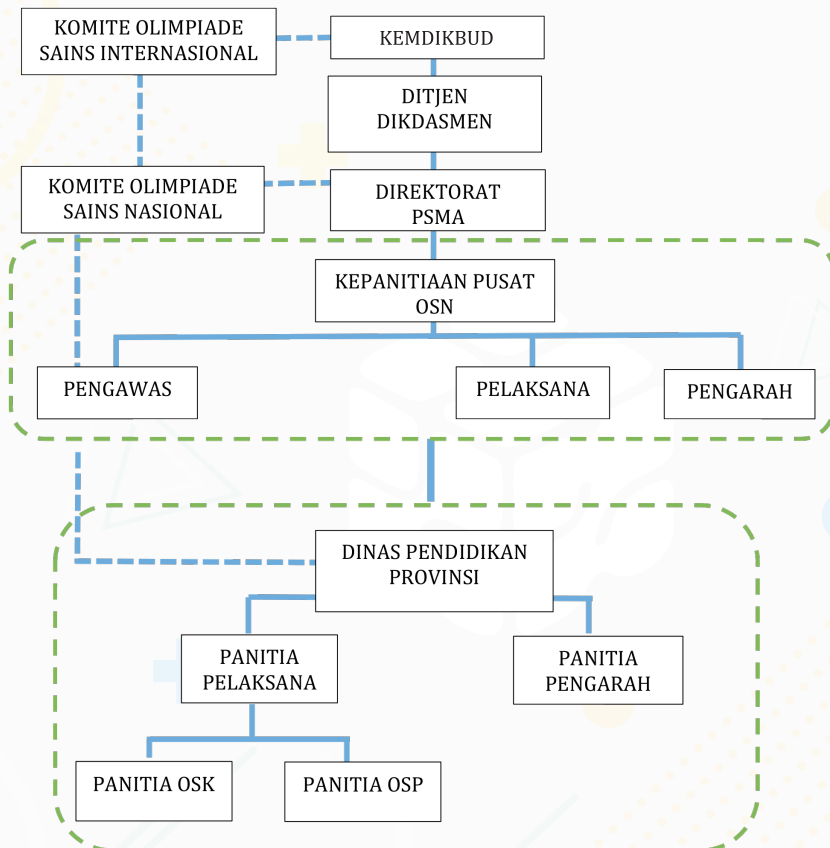 KOMITE OLIMPIADE
SAINS INTERNASIONAL
KEMDIKBUD
DITJEN
DIKDASMEN
KOMITE OLIMPIADE
SAINS NASIONAL
DIREKTORAT
PSMA
KEPANITIAAN PUSAT
OSN
PENGAWAS
PELAKSANA
PENGARAH
DINAS PENDIDIKAN
PROVINSI
PANITIA
PELAKSANA
PANITIA
PENGARAH
PANITIA OSK
PANITIA OSP